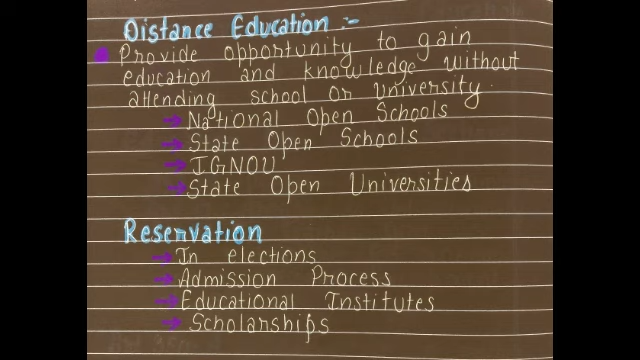 Distance Education :-
Provide opportunity to gain
education and knowledge without
attending school or university.
→ National Open Schools
→ State Open Schools
→ IGNOU
→ State Open Universities
Reservation
→ In elections
→ Admission Process
→ Educational Institutes
→ Scholarships